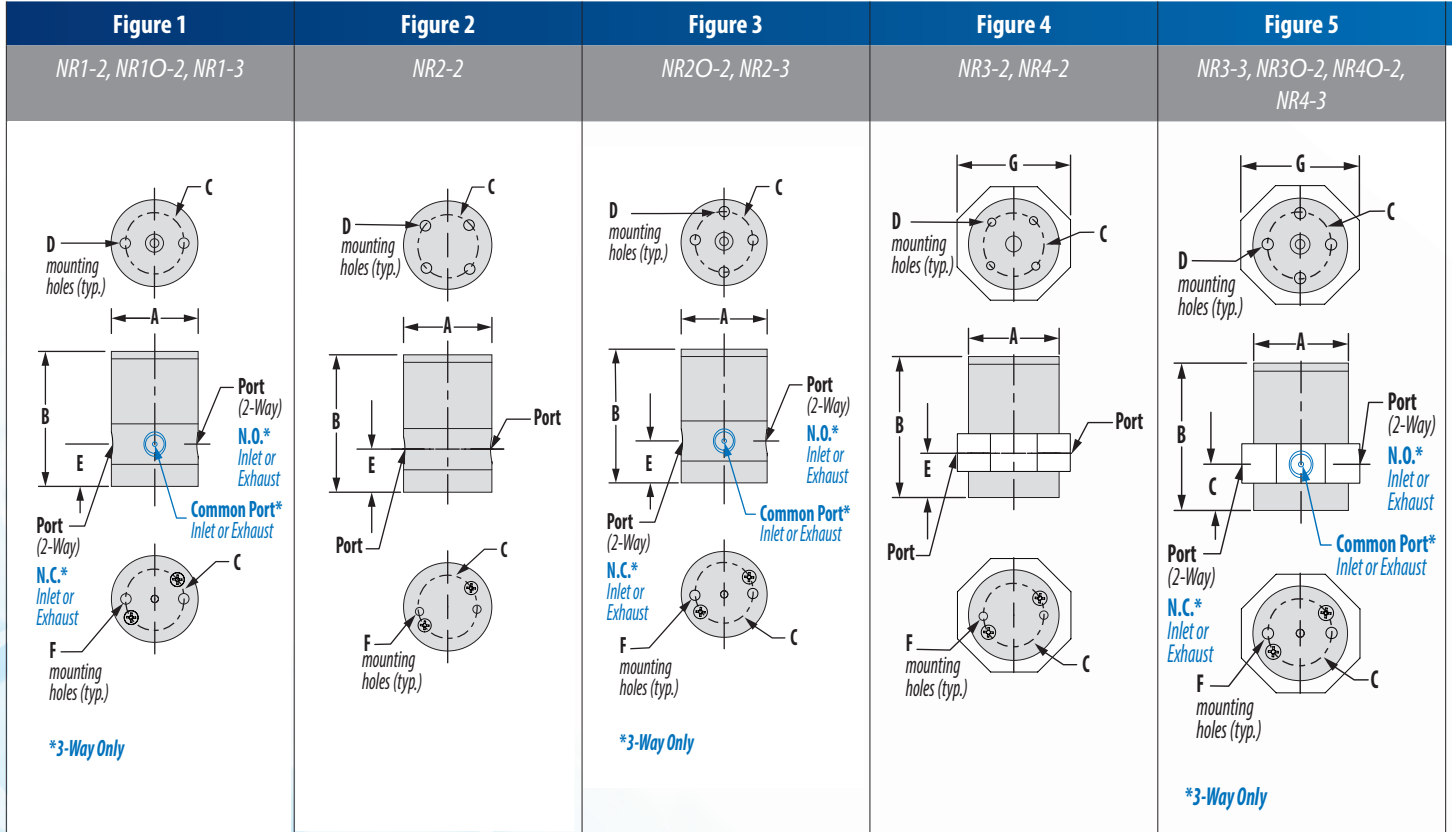 Figure 1
NR1-2, NR1O-2, NR1-3
C
D
mounting
holes (typ.)
A
B
E
Port
(2-Way)
N.O.*
Inlet or
Exhaust
Common Port*
Inlet or Exhaust
Port
(2-Way)
N.C.*
Inlet or
Exhaust
C
F
mounting
holes (typ.)
*3-Way Only
Figure 2
NR2-2
C
D
mounting
holes (typ.)
A
B
E
Port
Port
C
F
mounting
holes (typ.)
Figure 3
NR2O-2, NR2-3
C
D
mounting
holes (typ.)
A
B
E
Port
(2-Way)
N.O.*
Inlet or
Exhaust
Common Port*
Inlet or Exhaust
Port
(2-Way)
N.C.*
Inlet or
Exhaust
C
F
mounting
holes (typ.)
*3-Way Only
Figure 4
NR3-2, NR4-2
G
D
mounting
holes (typ.)
C
A
B
E
Port
Port
F
mounting
holes (typ.)
C
Figure 5
NR3-3, NR3O-2, NR4O-2,
NR4-3
G
C
D
mounting
holes (typ.)
A
B
C
Port
(2-Way)
N.O.*
Inlet or
Exhaust
Common Port*
Inlet or Exhaust
Port
(2-Way)
N.C.*
Inlet or
Exhaust
F
mounting
holes (typ.)
C
*3-Way Only